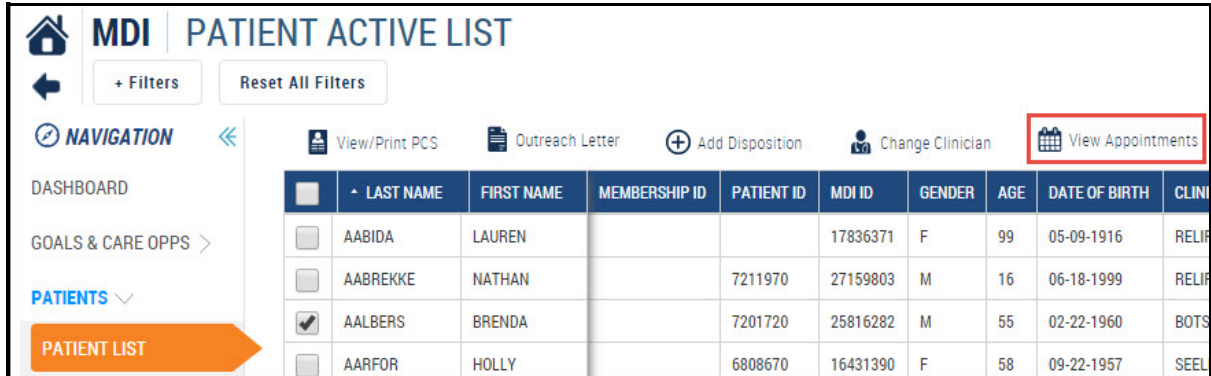 MDI | PATIENT ACTIVE LIST
+ Filters Reset All Filters
NAVIGATION
View/Print PCS Outreach Letter Add Disposition Change Clinician View Appointments
DASHBOARD
LAST NAME FIRST NAME MEMBERSHIP ID PATIENT ID MDI ID GENDER AGE DATE OF BIRTH
GOALS & CARE OPPS >
AABIDA LAUREN 17836371 F 99 05-09-1916
AABREKKE NATHAN 7211970 27159803 M 16 06-18-1999
PATIENTS
AALBERS BRENDA 7201720 25816282 M 55 02-22-1960 BOTS
PATIENT LIST
AARFOR HOLLY 6808670 16431390 F 58 09-22-1957